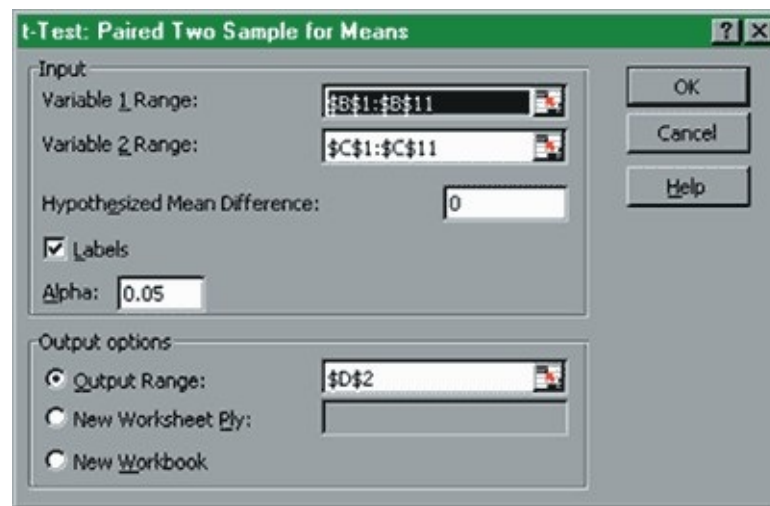 t-Test: Paired Two Sample for Means
Input
Variable 1 Range: $B$1:$B$11
Variable 2 Range: $C$1:$C$11
Hypothesized Mean Difference: 0
Labels
Alpha: 0.05
OK
Cancel
Help
Output options
Output Range: $D$2
New Worksheet Ply:
New Workbook